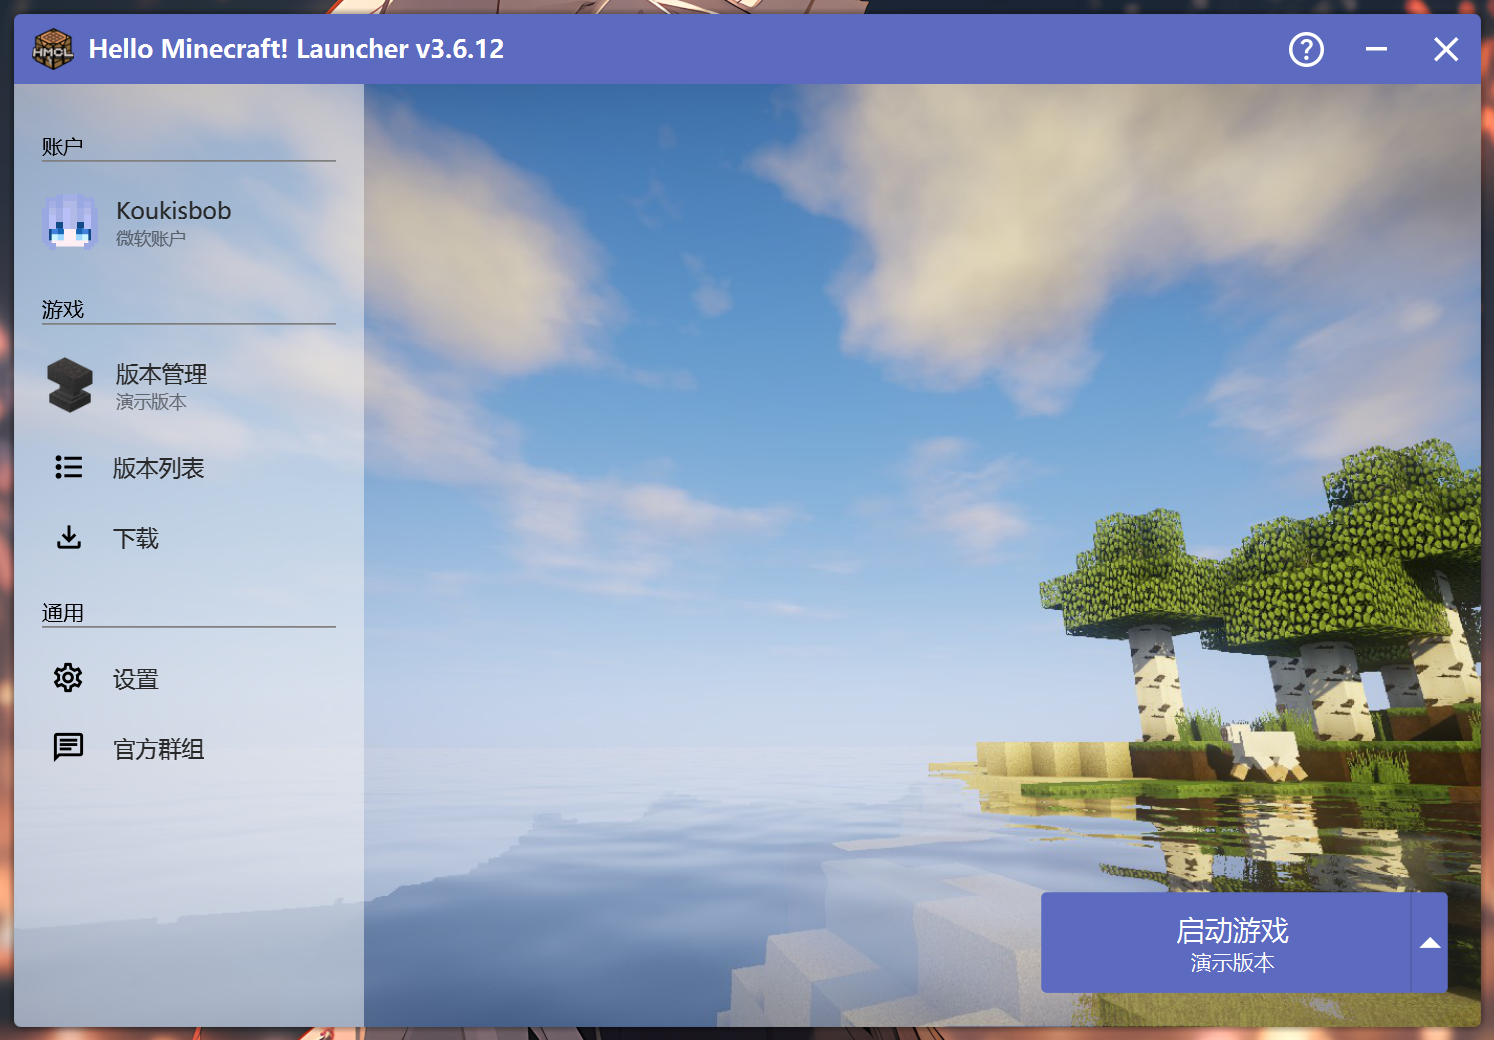 HMCL
Hello Minecraft! Launcher v3.6.12
账户
Koukisbob
微软账户
游戏
版本管理
演示版本
版本列表
下载
通用
设置
官方群组
启动游戏
演示版本